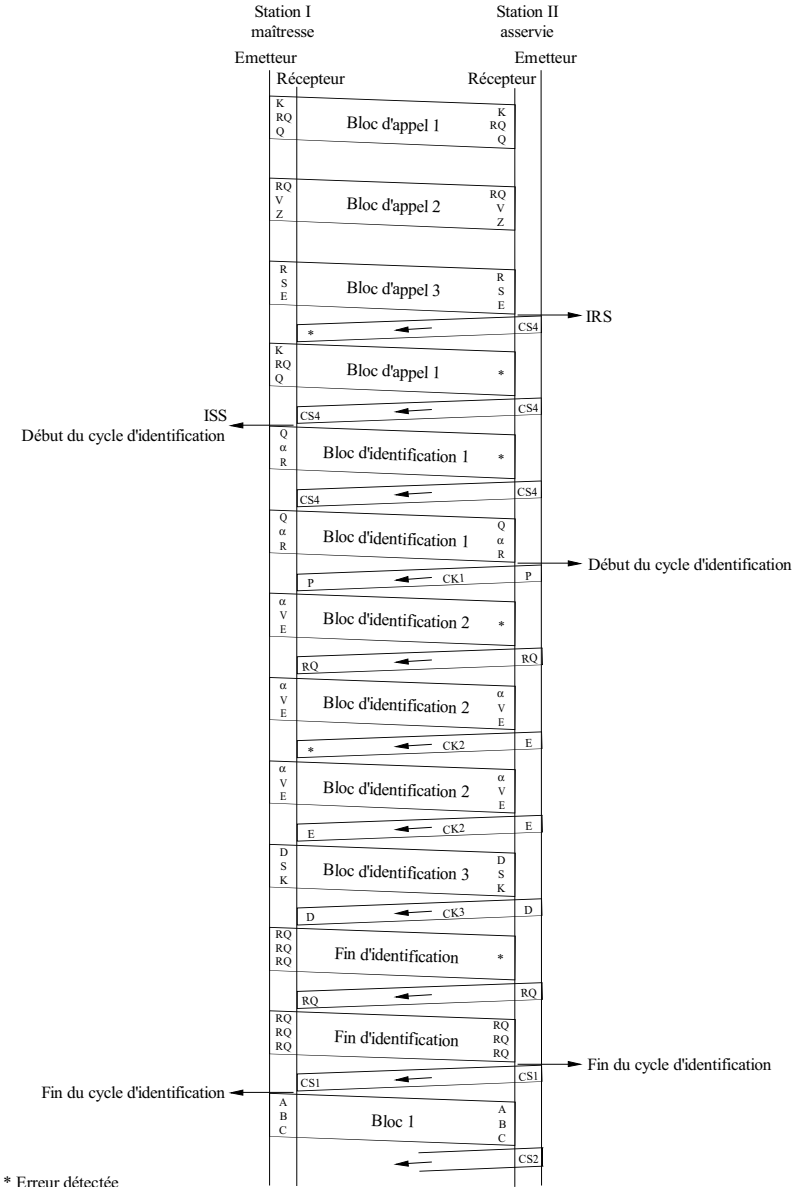 Station I
maîtresse
Station II
asservie
Emetteur
Emetteur
Récepteur
Récepteur
K
RQ
Q
Bloc d'appel 1
K
RQ
Q
RQ
V
Z
Bloc d'appel 2
RQ
V
Z
R
S
E
Bloc d'appel 3
R
S
E
IRS
*
CS4
K
RQ
Q
Bloc d'appel 1
*
ISS
CS4
CS4
Début du cycle d'identification
Q
α
R
Bloc d'identification 1
*
CS4
CS4
Q
α
R
Bloc d'identification 1
Q
α
R
Début du cycle d'identification
P
CK1
P
α
V
E
Bloc d'identification 2
*
RQ
RQ
α
V
E
Bloc d'identification 2
α
V
E
*
CK2
E
α
V
E
Bloc d'identification 2
α
V
E
E
CK2
E
D
S
K
Bloc d'identification 3
D
S
K
D
CK3
D
RQ
RQ
RQ
Fin d'identification
*
RQ
RQ
RQ
RQ
RQ
Fin d'identification
RQ
RQ
RQ
Fin du cycle d'identification
CS1
CS1
Fin du cycle d'identification
A
B
C
Bloc 1
A
B
C
CS2
* Erreur détectée